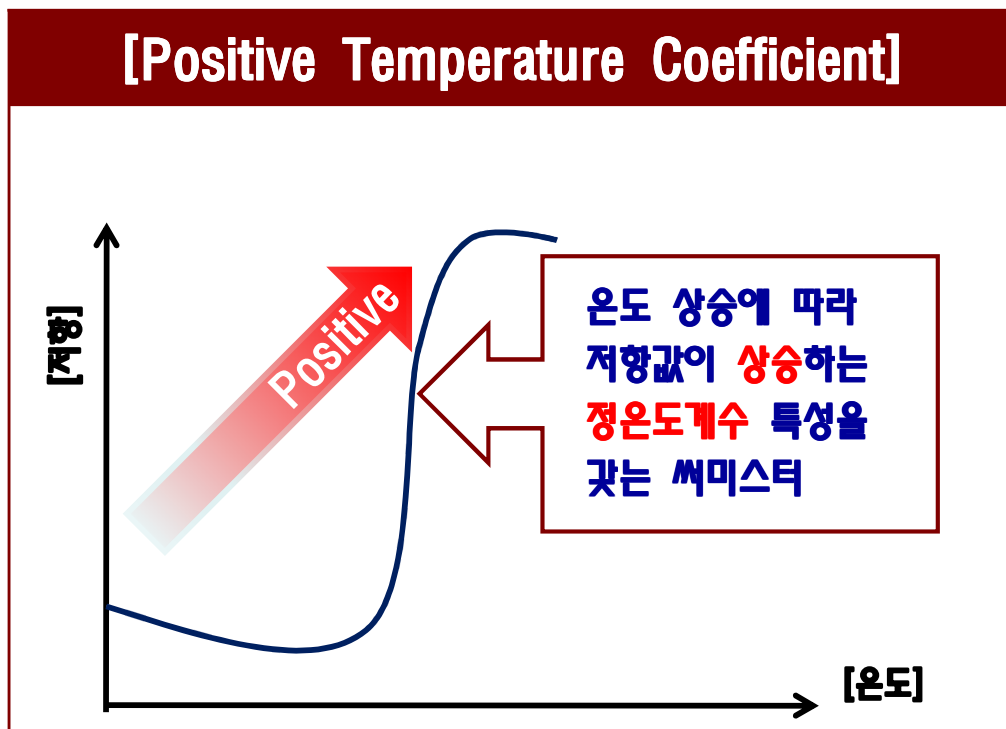 [Positive Temperature Coefficient]
[저항]
Positive
온도 상승에 따라
저항값이 상승하는
정온도계수 특성을
갖는 써미스터
[온도]